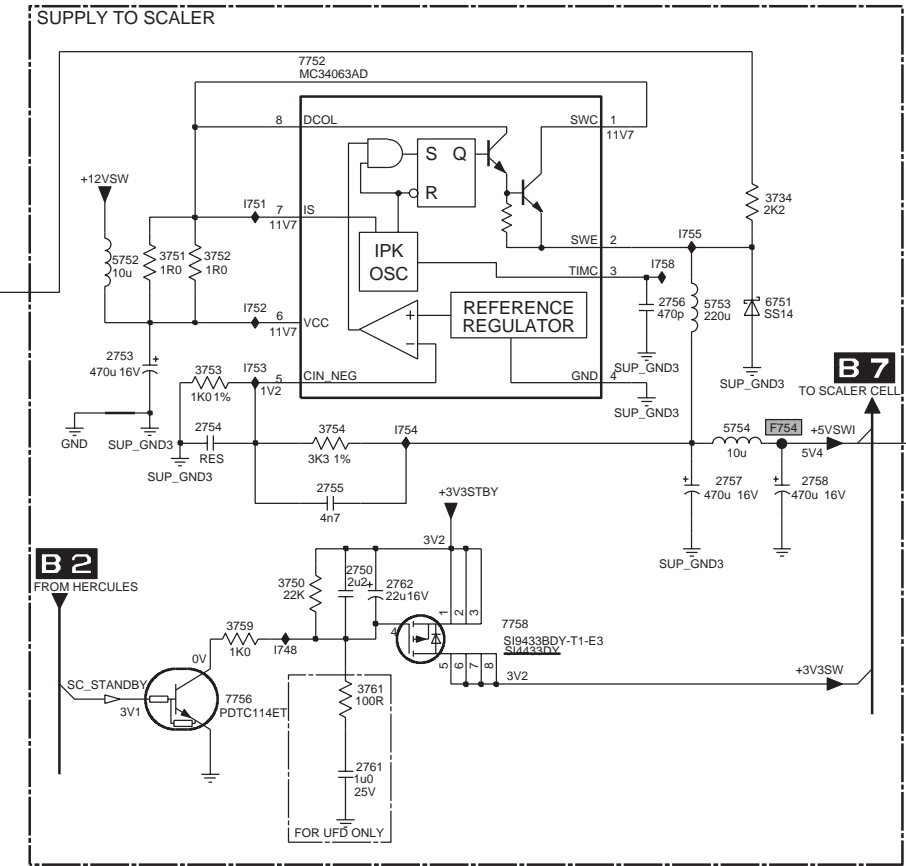 SUPPLY TO SCALER
7752
MC34063AD
8 DCOL
SWC 1
11V7
S Q
R
+12VSW
I751
7 IS
11V7
3734
2K2
5752
10u
3751
1R0
3752
1R0
IPK
OSC
SWE 2
I755
TIMC 3
I758
I752
6 VCC
11V7
+
−
REFERENCE
REGULATOR
2756
470p
5753
220u
6751
SS14
2753
470u 16V
+
3753
1K0 1%
I753
5 CIN_NEG
1V2
GND 4
SUP_GND3
SUP_GND3
SUP_GND3
B 7
TO SCALER CELL
GND
SUP_GND3
2754
RES
SUP_GND3
3754
3K3 1%
I754
5754
10u
F754
+5VSWI
5V4
2755
4n7
+ 2757
470u 16V
+ 2758
470u 16V
SUP_GND3
+3V3STBY
3V2
B 2
FROM HERCULES
3750
22K
2750
2u2
+
2762
22u16V
1 2 3
4
7758
SI9433BDY-T1-E3
SI4433DY
3759
1K0
I748
0V
5 6 7 8
3V2
+3V3SW
SC_STANDBY
3V1
7756
PDTC114ET
3761
100R
2761
1u0
25V
FOR UFD ONLY